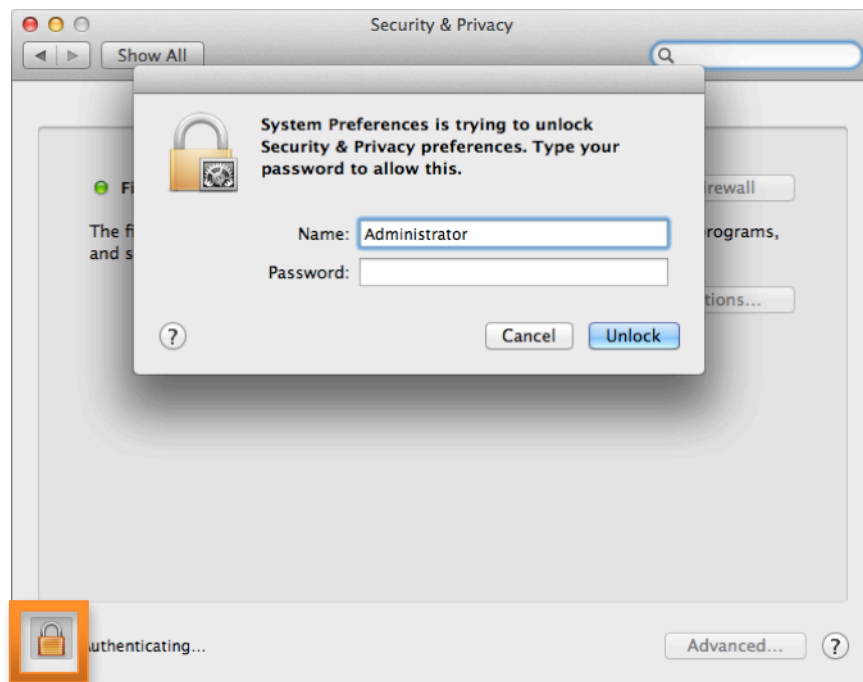 Security & Privacy
Show All
System Preferences is trying to unlock
Security & Privacy preferences. Type your
password to allow this.
Fi
irewall
The fi
rograms,
and s
Name: Administrator
Password:
tions...
?
Cancel
Unlock
uthenticating...
Advanced...
?